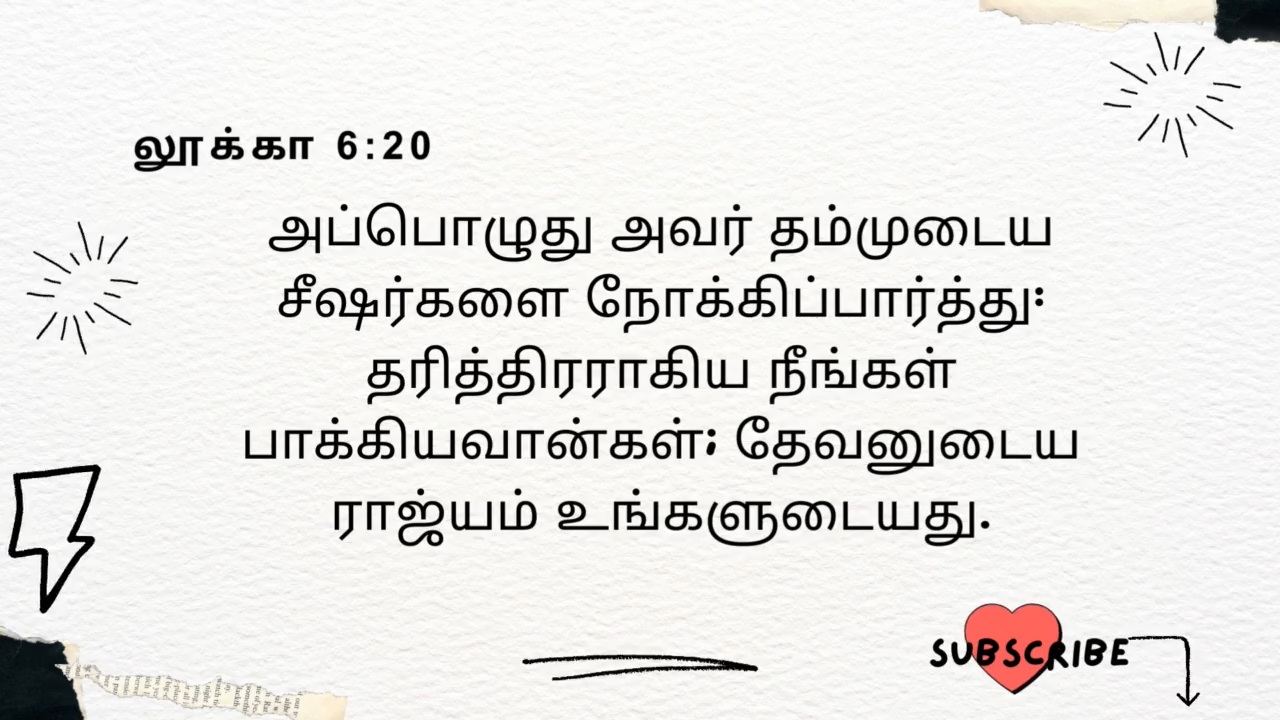 லூக்கா 6:20
அப்பொழுது அவர் தம்முடைய
சீஷர்களை நோக்கிப்பார்த்து:
தரித்திரராகிய நீங்கள்
பாக்கியவான்கள்; தேவனுடைய
ராஜ்யம் உங்களுடையது.
SUBSCRIBE